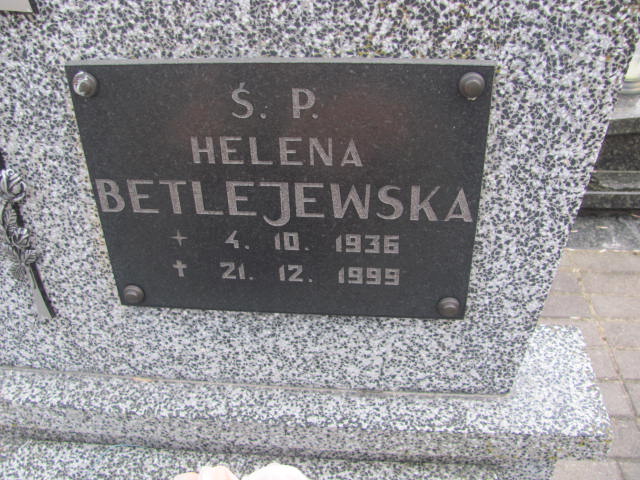 Ś. P.
HELENA
BETLEJEWSKA
+ 4. 10. 1936
✝ 21. 12. 1999